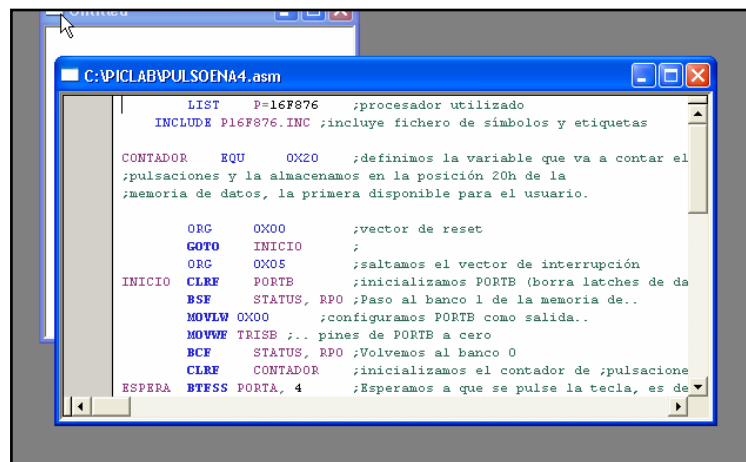 Untitled
C:\PICLAB\PULSOENA4.asm
LIST P=16F876 ;procesador utilizado
INCLUDE P16F876.INC ;incluye fichero de símbolos y etiquetas
CONTADOR EQU 0X20 ;definimos la variable que va a contar el
;pulsaciones y la almacenamos en la posición 20h de la
;memoria de datos, la primera disponible para el usuario.
ORG 0X00 ;vector de reset
GOTO INICIO ;
ORG 0X05 ;saltamos el vector de interrupción
INICIO CLRF PORTB ;inicializamos PORTB (borra latches de da
BSF STATUS, RP0 ;Paso al banco 1 de la memoria de..
MOVLW 0X00 ;configuramos PORTB como salida..
MOVWF TRISB ;.. pines de PORTB a cero
BCF STATUS, RP0 ;Volvemos al banco 0
CLRF CONTADOR ;inicializamos el contador de ;pulsacione
ESPERA BTFSS PORTA, 4 ;Esperamos a que se pulse la tecla, es de